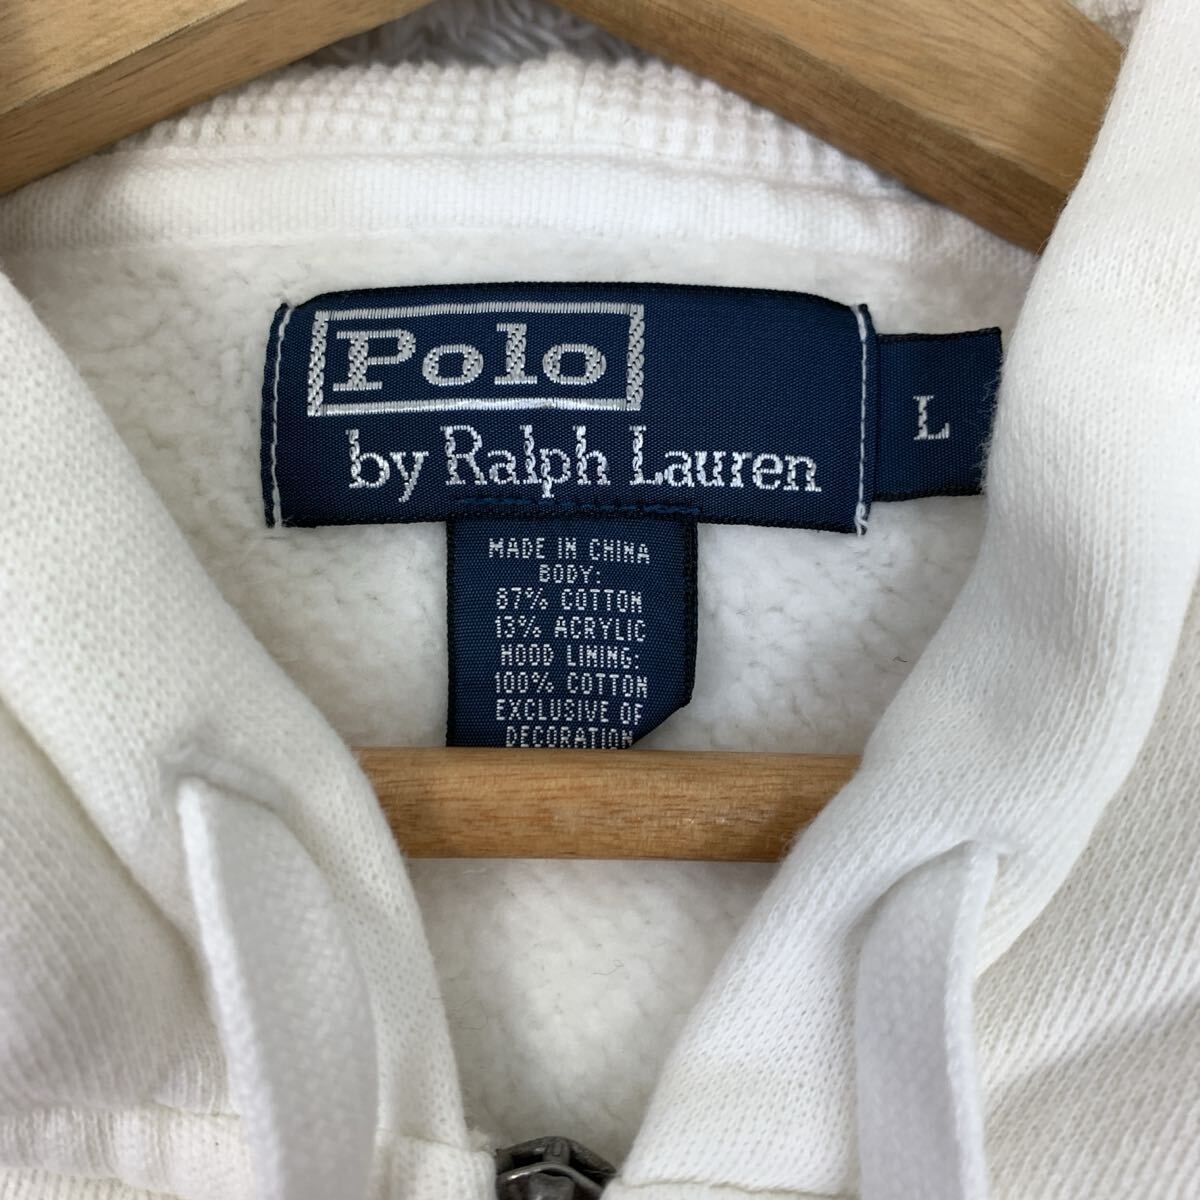 Polo
by Ralph Lauren
L
MADE IN CHINA
BODY:
87% COTTON
13% ACRYLIC
HOOD LINING:
100% COTTON
EXCLUSIVE OF
DECORATION